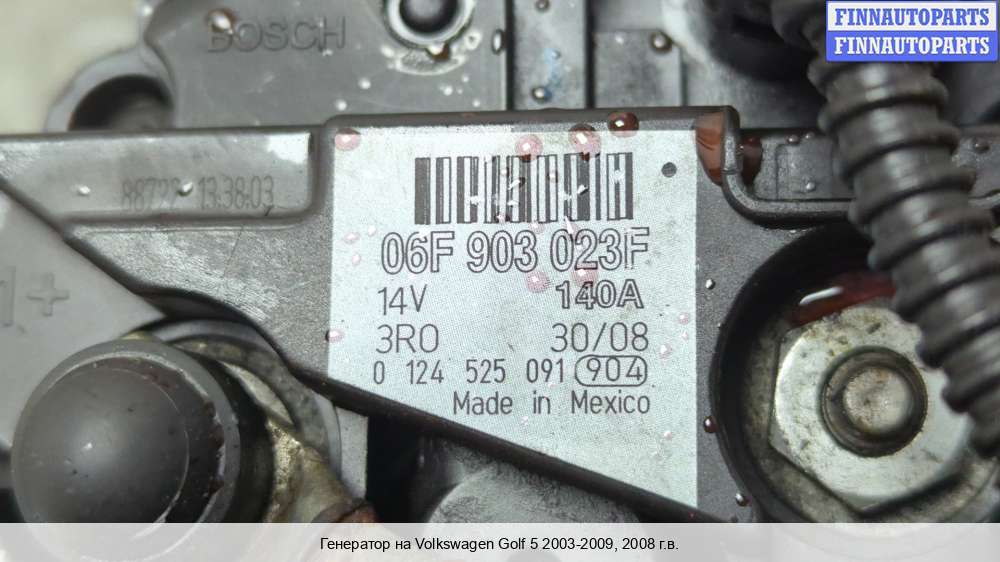 FINNAUTOPARTS
FINNAUTOPARTS
BOSCH
13:38:03
1+
06F 903 023F
14V 140A
3R0 30/08
0 124 525 091 904
Made in Mexico
Генератор на Volkswagen Golf 5 2003-2009, 2008 г.в.